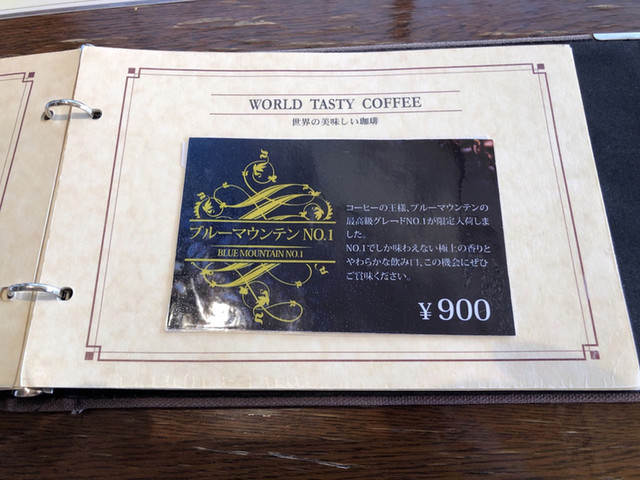 WORLD TASTY COFFEE
世界の美味しい珈琲
ブルーマウンテン NO.1
BLUE MOUNTAIN NO.1
コーヒーの王様、ブルーマウンテンの
最高級グレードNO.1が限定入荷しま
した。
NO.1でしか味わえない極上の香りと
やわらかな飲み口、この機会にぜひ
ご賞味ください。
¥900